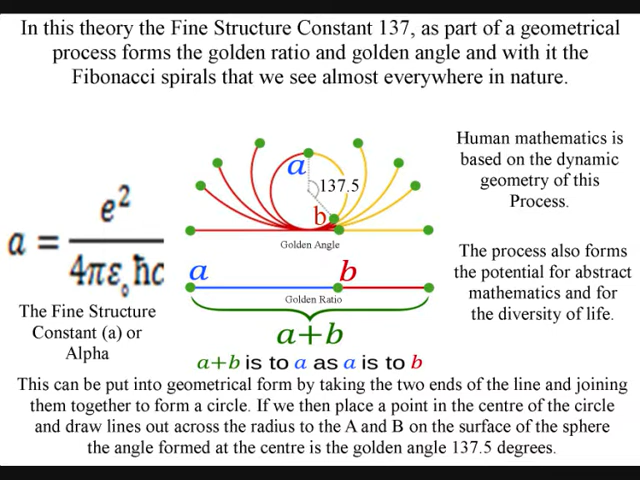 In this theory the Fine Structure Constant 137, as part of a geometrical
process forms the golden ratio and golden angle and with it the
Fibonacci spirals that we see almost everywhere in nature.
a = e² / 4πε₀ħc
The Fine Structure
Constant (a) or
Alpha
a
137.5
b
Golden Angle
a b
Golden Ratio
a+b
a+b is to a as a is to b
Human mathematics is
based on the dynamic
geometry of this
Process.
The process also forms
the potential for abstract
mathematics and for
the diversity of life.
This can be put into geometrical form by taking the two ends of the line and joining
them together to form a circle. If we then place a point in the centre of the circle
and draw lines out across the radius to the A and B on the surface of the sphere
the angle formed at the centre is the golden angle 137.5 degrees.